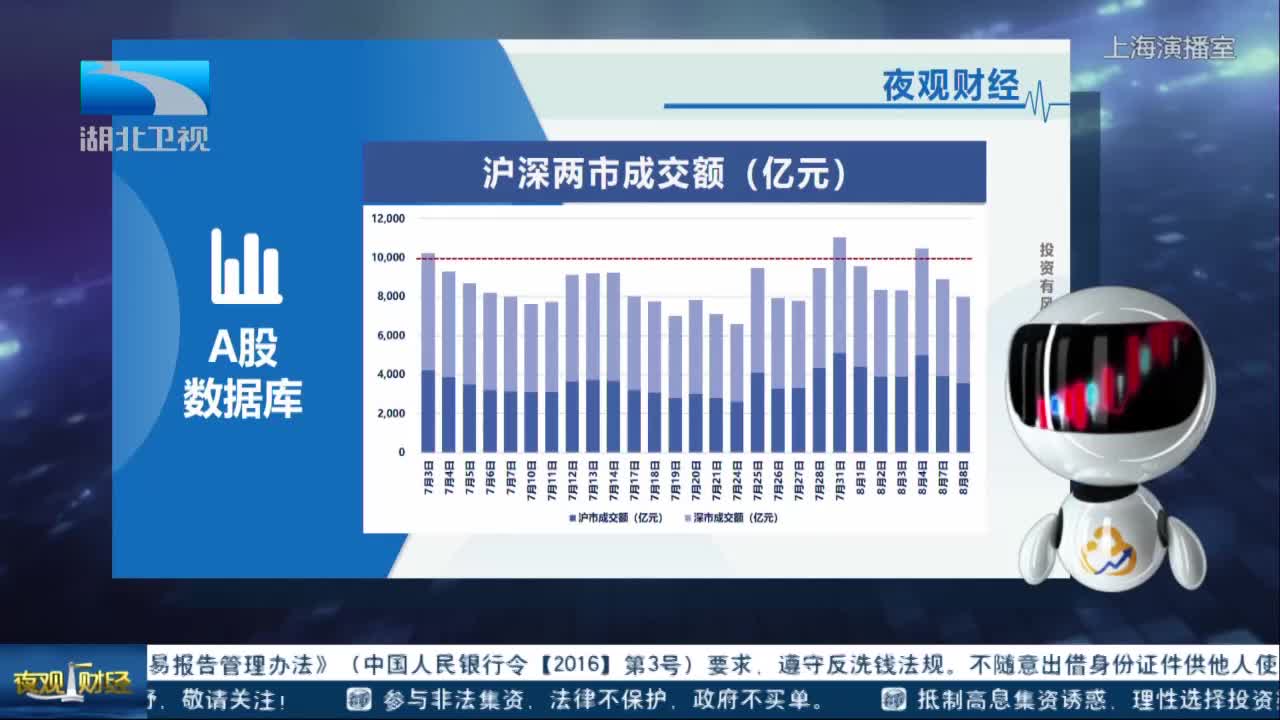 上海演播室
夜观财经
湖北卫视
沪深两市成交额（亿元）
A股
数据库
12,000
10,000
8,000
6,000
4,000
2,000
0
7月3日
7月4日
7月5日
7月6日
7月7日
7月10日
7月11日
7月12日
7月13日
7月14日
7月17日
7月18日
7月19日
7月20日
7月21日
7月24日
7月25日
7月26日
7月27日
7月28日
7月31日
8月1日
8月2日
8月3日
8月4日
8月7日
8月8日
沪市成交额（亿元） 深市成交额（亿元）
投资有风
夜观财经
易报告管理办法》（中国人民银行令【2016】第3号）要求，遵守反洗钱法规。不随意出借身份证件供他人使
，敬请关注！ 参与非法集资，法律不保护，政府不买单。 抵制高息集资诱惑，理性选择投资